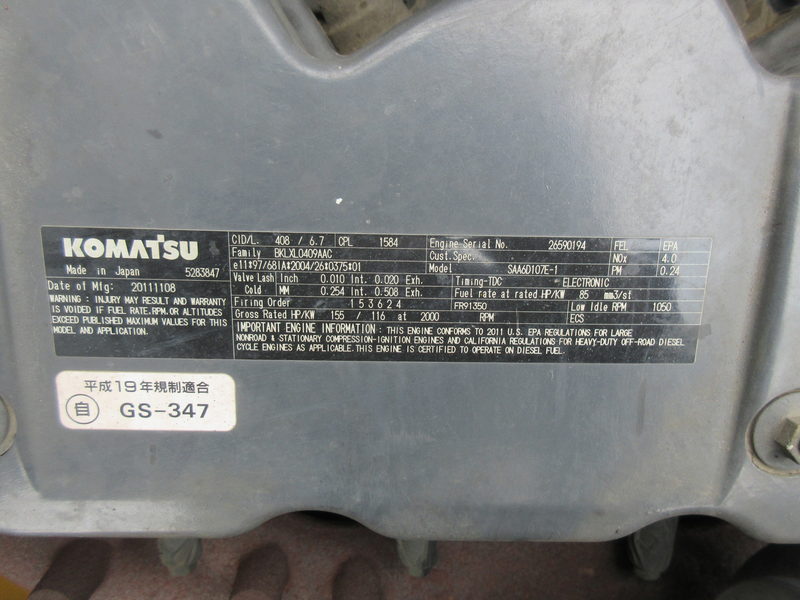 KOMATSU
Made in Japan 5283847
Date of Mfg. 20111108
WARNING : INJURY MAY RESULT AND WARRANTY
IS VOIDED IF FUEL RATE.RPM.OR ALTITUDES
EXCEED PUBLISHED MAXIMUM VALUES FOR THIS
MODEL AND APPLICATION.
CID/L. 408 / 6.7 CPL 1584 Engine Serial No. 26590194 FEL EPA
Family BKLXL0409AAC Cust.Spec. NOx 4.0
e11*97/68IA*2004/26*0375*01 Model SAA6D107E-1 PM 0.24
Valve Lash Inch 0.010 Int. 0.020 Exh. Timing-TDC ELECTRONIC
Cold MM 0.254 Int. 0.508 Exh. Fuel rate at rated HP/KW 85 mm3/st
Firing Order 1 5 3 6 2 4 FR91350 Low Idle RPM 1050
Gross Rated HP/KW 155 / 116 at 2000 RPM ECS
IMPORTANT ENGINE INFORMATION : THIS ENGINE CONFORMS TO 2011 U.S. EPA REGULATIONS FOR LARGE
NONROAD & STATIONARY COMPRESSION-IGNITION ENGINES AND CALIFORNIA REGULATIONS FOR HEAVY-DUTY OFF-ROAD DIESEL
CYCLE ENGINES AS APPLICABLE.THIS ENGINE IS CERTIFIED TO OPERATE ON DIESEL FUEL.
平成19年規制適合
自 GS-347